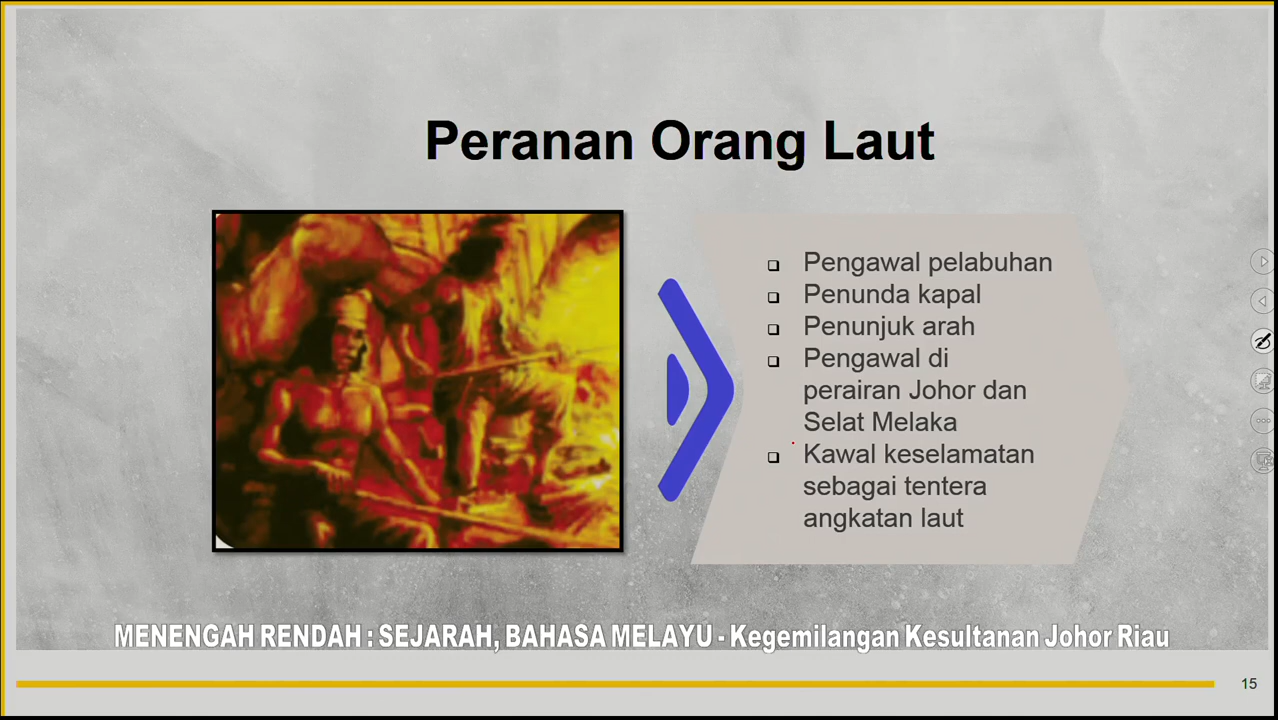 Peranan Orang Laut
Pengawal pelabuhan
Penunda kapal
Penunjuk arah
Pengawal di
perairan Johor dan
Selat Melaka
Kawal keselamatan
sebagai tentera
angkatan laut
MENENGAH RENDAH : SEJARAH, BAHASA MELAYU - Kegemilangan Kesultanan Johor Riau
15